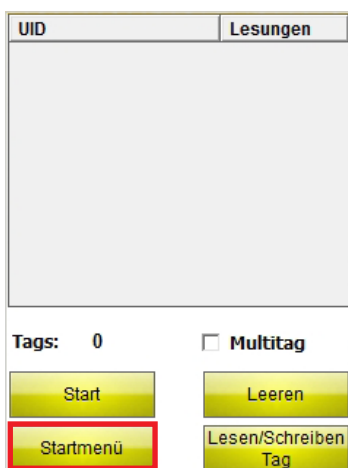 UID Lesungen
Tags: 0 Multitag
Start Leeren
Startmenü Lesen/Schreiben
Tag